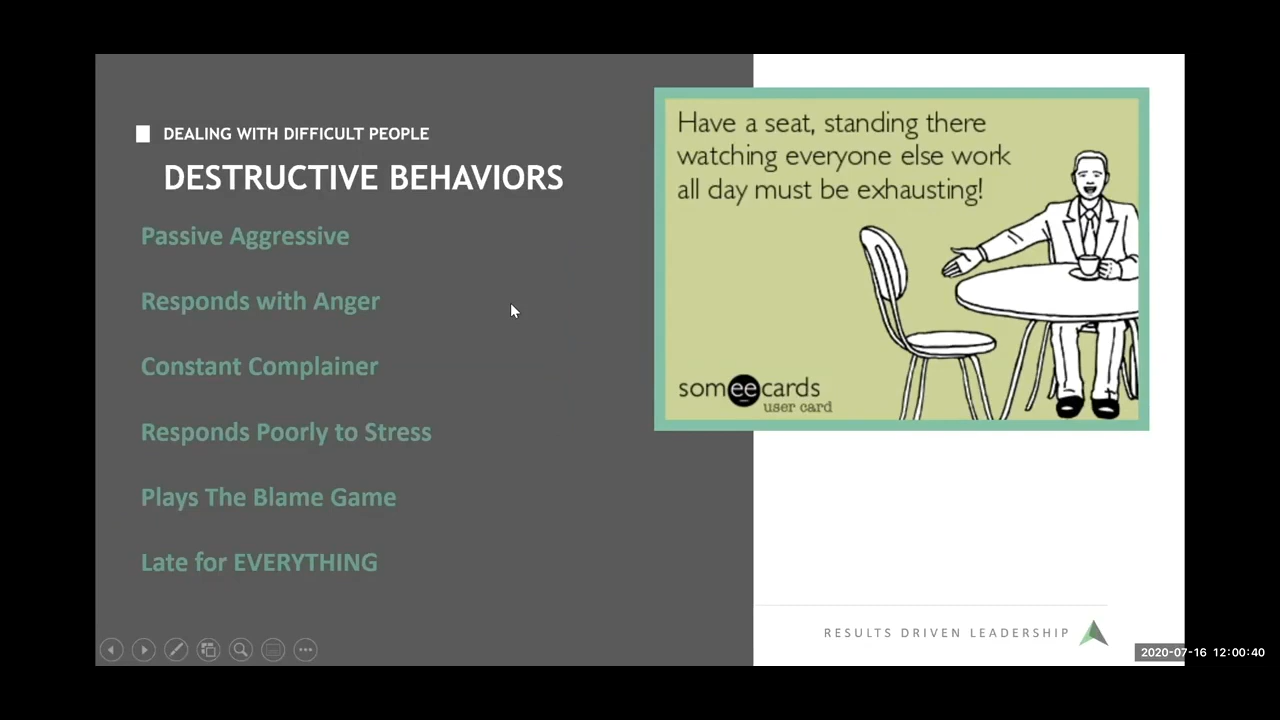 DEALING WITH DIFFICULT PEOPLE
DESTRUCTIVE BEHAVIORS
Passive Aggressive
Responds with Anger
Constant Complainer
Responds Poorly to Stress
Plays The Blame Game
Late for EVERYTHING
Have a seat, standing there
watching everyone else work
all day must be exhausting!
someecards
user card
RESULTS DRIVEN LEADERSHIP
2020-07-16 12:00:40